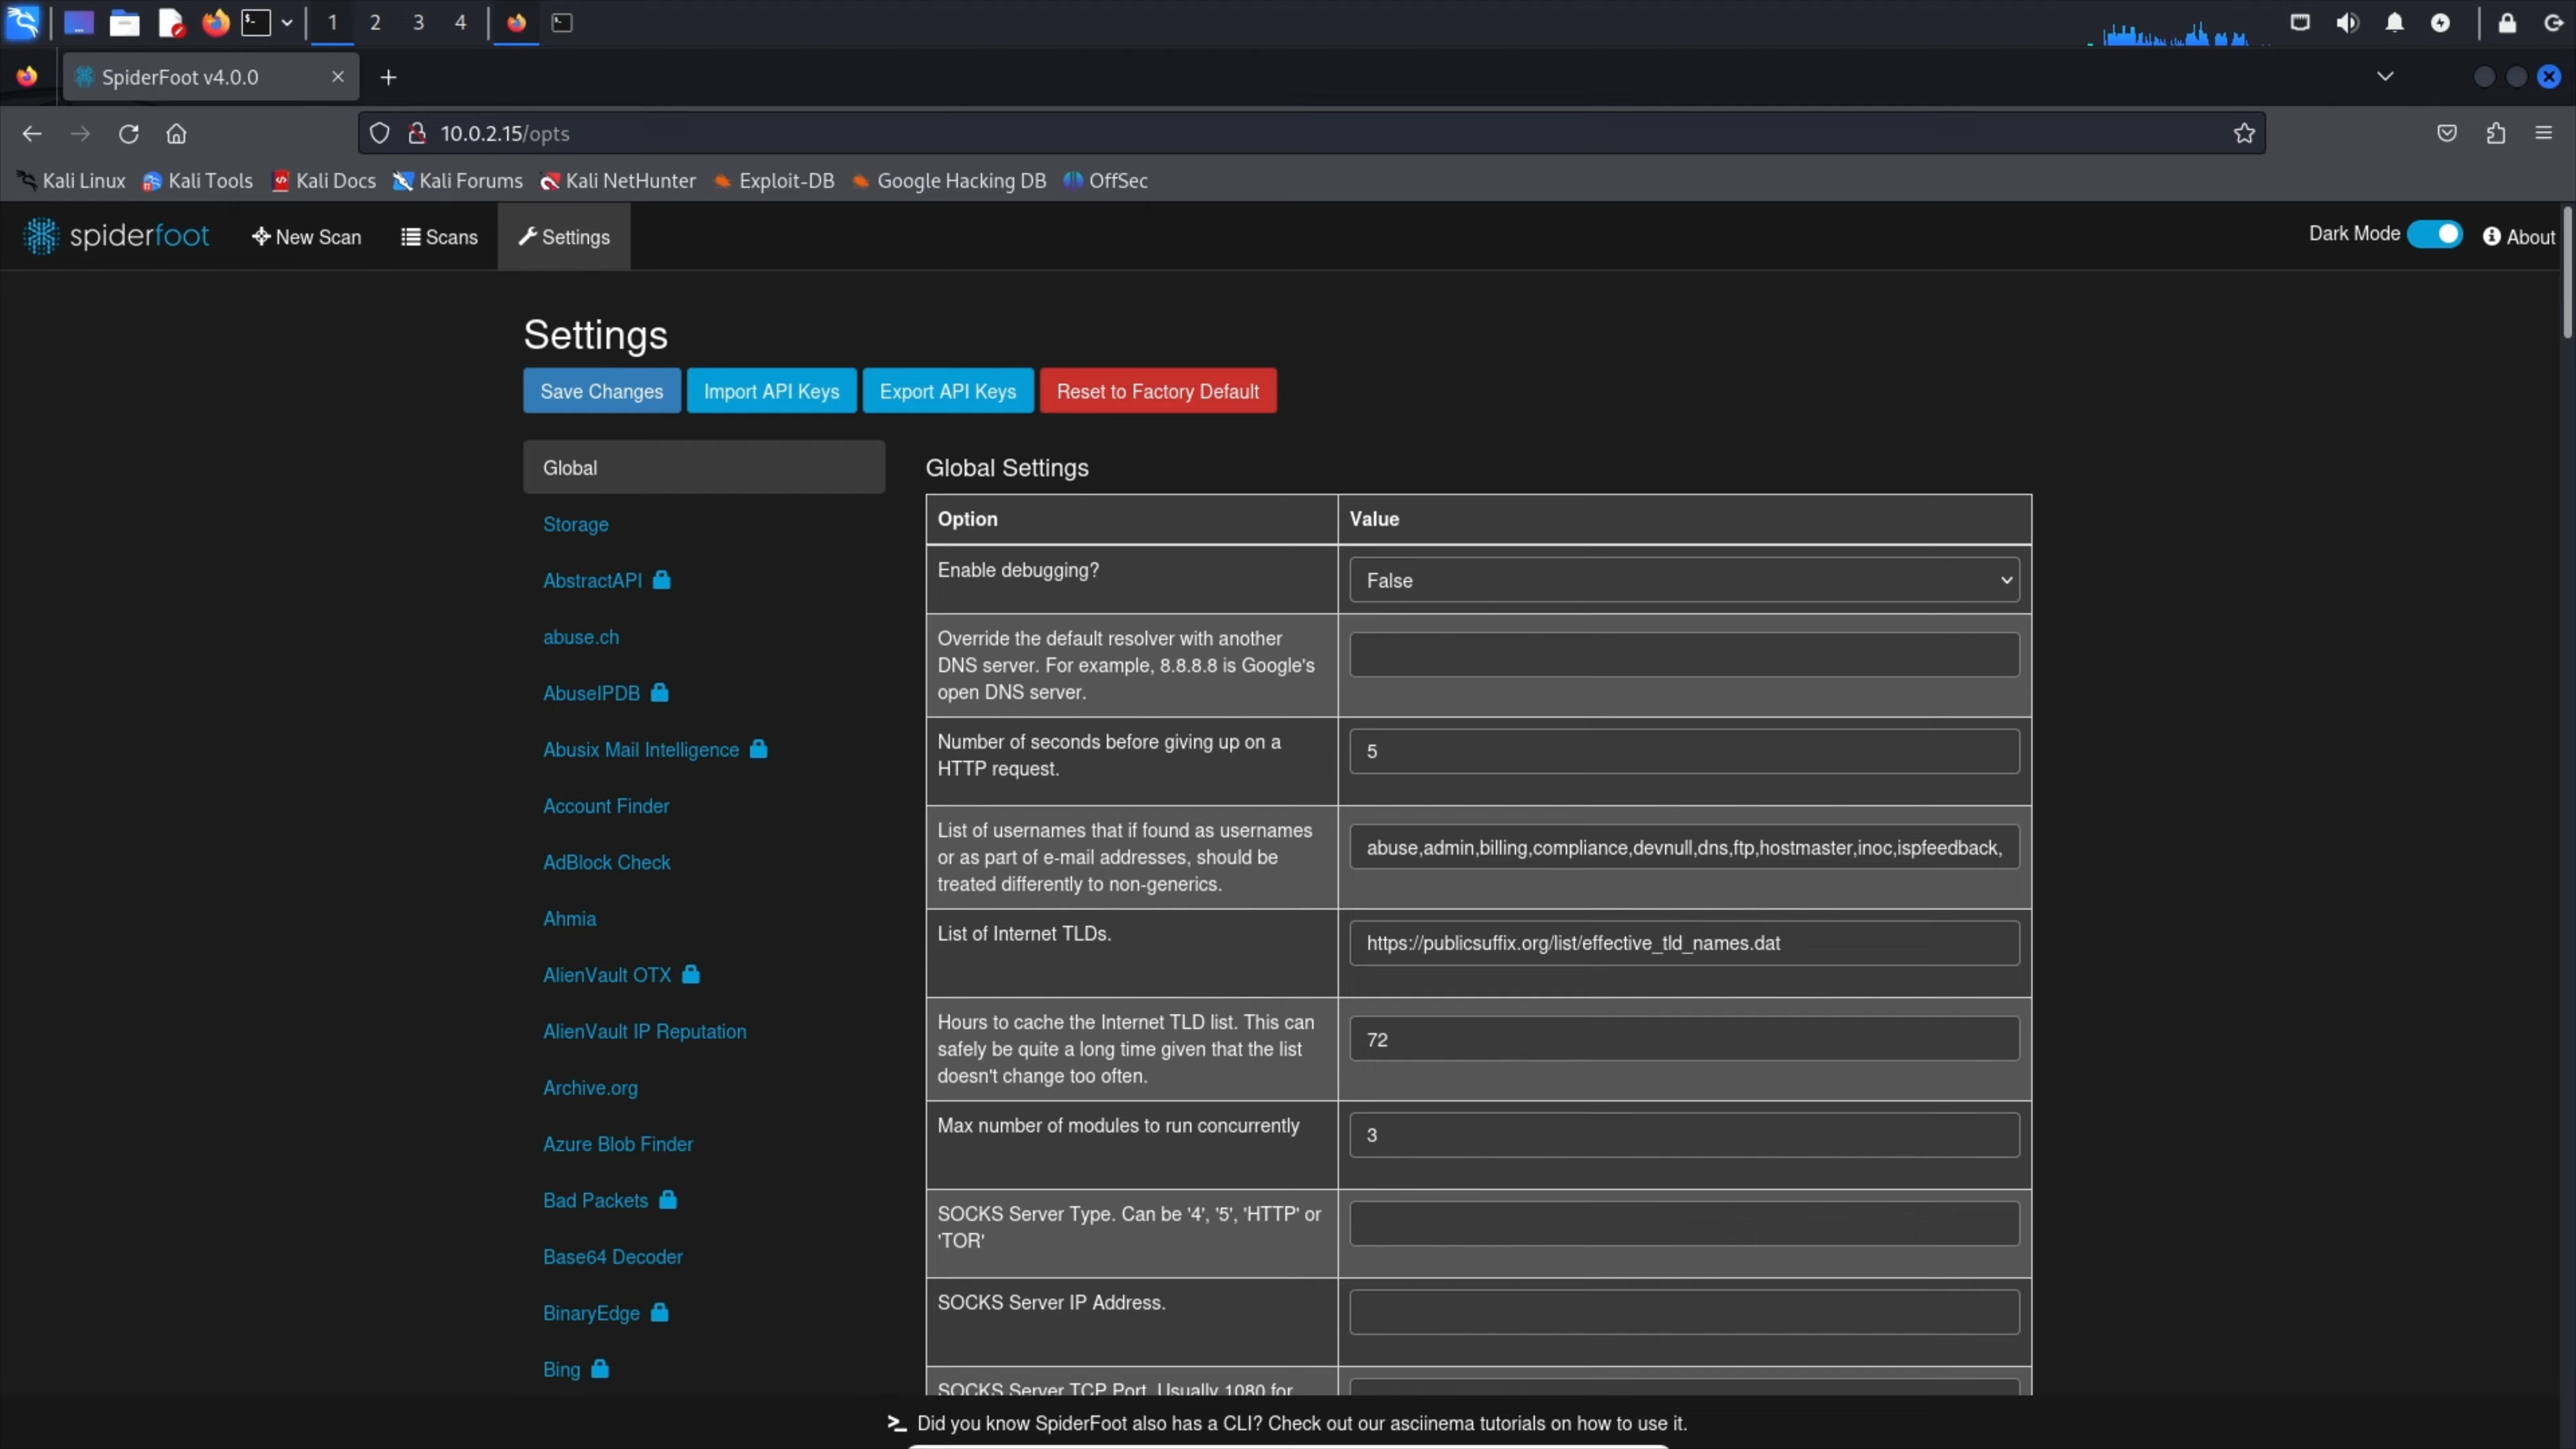 1 2 3 4
SpiderFoot v4.0.0
10.0.2.15/opts
Kali Linux Kali Tools Kali Docs Kali Forums Kali NetHunter Exploit-DB Google Hacking DB OffSec
spiderfoot New Scan Scans Settings Dark Mode About
Settings
Save Changes Import API Keys Export API Keys Reset to Factory Default
Global
Storage
AbstractAPI
abuse.ch
AbuseIPDB
Abusix Mail Intelligence
Account Finder
AdBlock Check
Ahmia
AlienVault OTX
AlienVault IP Reputation
Archive.org
Azure Blob Finder
Bad Packets
Base64 Decoder
BinaryEdge
Bing
Global Settings
Option Value
Enable debugging? False
Override the default resolver with another
DNS server. For example, 8.8.8.8 is Google's
open DNS server.
Number of seconds before giving up on a
HTTP request.
5
List of usernames that if found as usernames
or as part of e-mail addresses, should be
treated differently to non-generics.
abuse,admin,billing,compliance,devnull,dns,ftp,hostmaster,inoc,ispfeedback,
List of Internet TLDs.
https://publicsuffix.org/list/effective_tld_names.dat
Hours to cache the Internet TLD list. This can
safely be quite a long time given that the list
doesn't change too often.
72
Max number of modules to run concurrently
3
SOCKS Server Type. Can be '4', '5', 'HTTP' or
'TOR'
SOCKS Server IP Address.
SOCKS Server TCP Port. Usually 1080 for
>_ Did you know SpiderFoot also has a CLI? Check out our asciinema tutorials on how to use it.